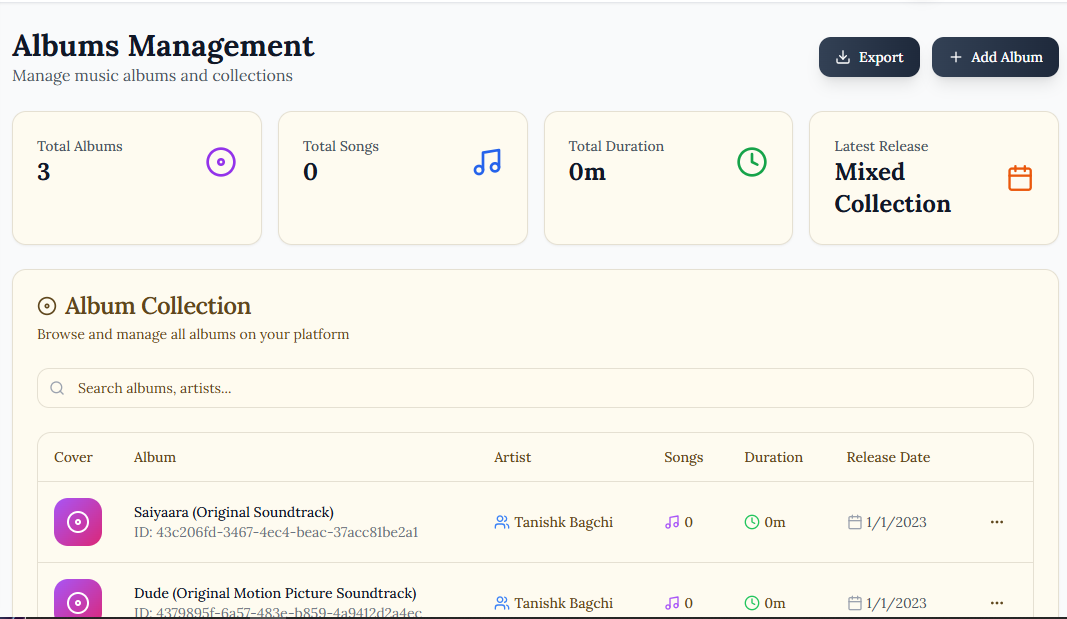 Albums Management
Manage music albums and collections
Export
Add Album
Total Albums
3
Total Songs
0
Total Duration
0m
Latest Release
Mixed
Collection
Album Collection
Browse and manage all albums on your platform
Search albums, artists...
Cover Album Artist Songs Duration Release Date
Saiyaara (Original Soundtrack)
ID: 43c206fd-3467-4ec4-beac-37acc81be2a1
Tanishk Bagchi 0 0m 1/1/2023
Dude (Original Motion Picture Soundtrack)
ID: 4379895f-6a57-483e-b859-4a9412d2a4ec
Tanishk Bagchi 0 0m 1/1/2023